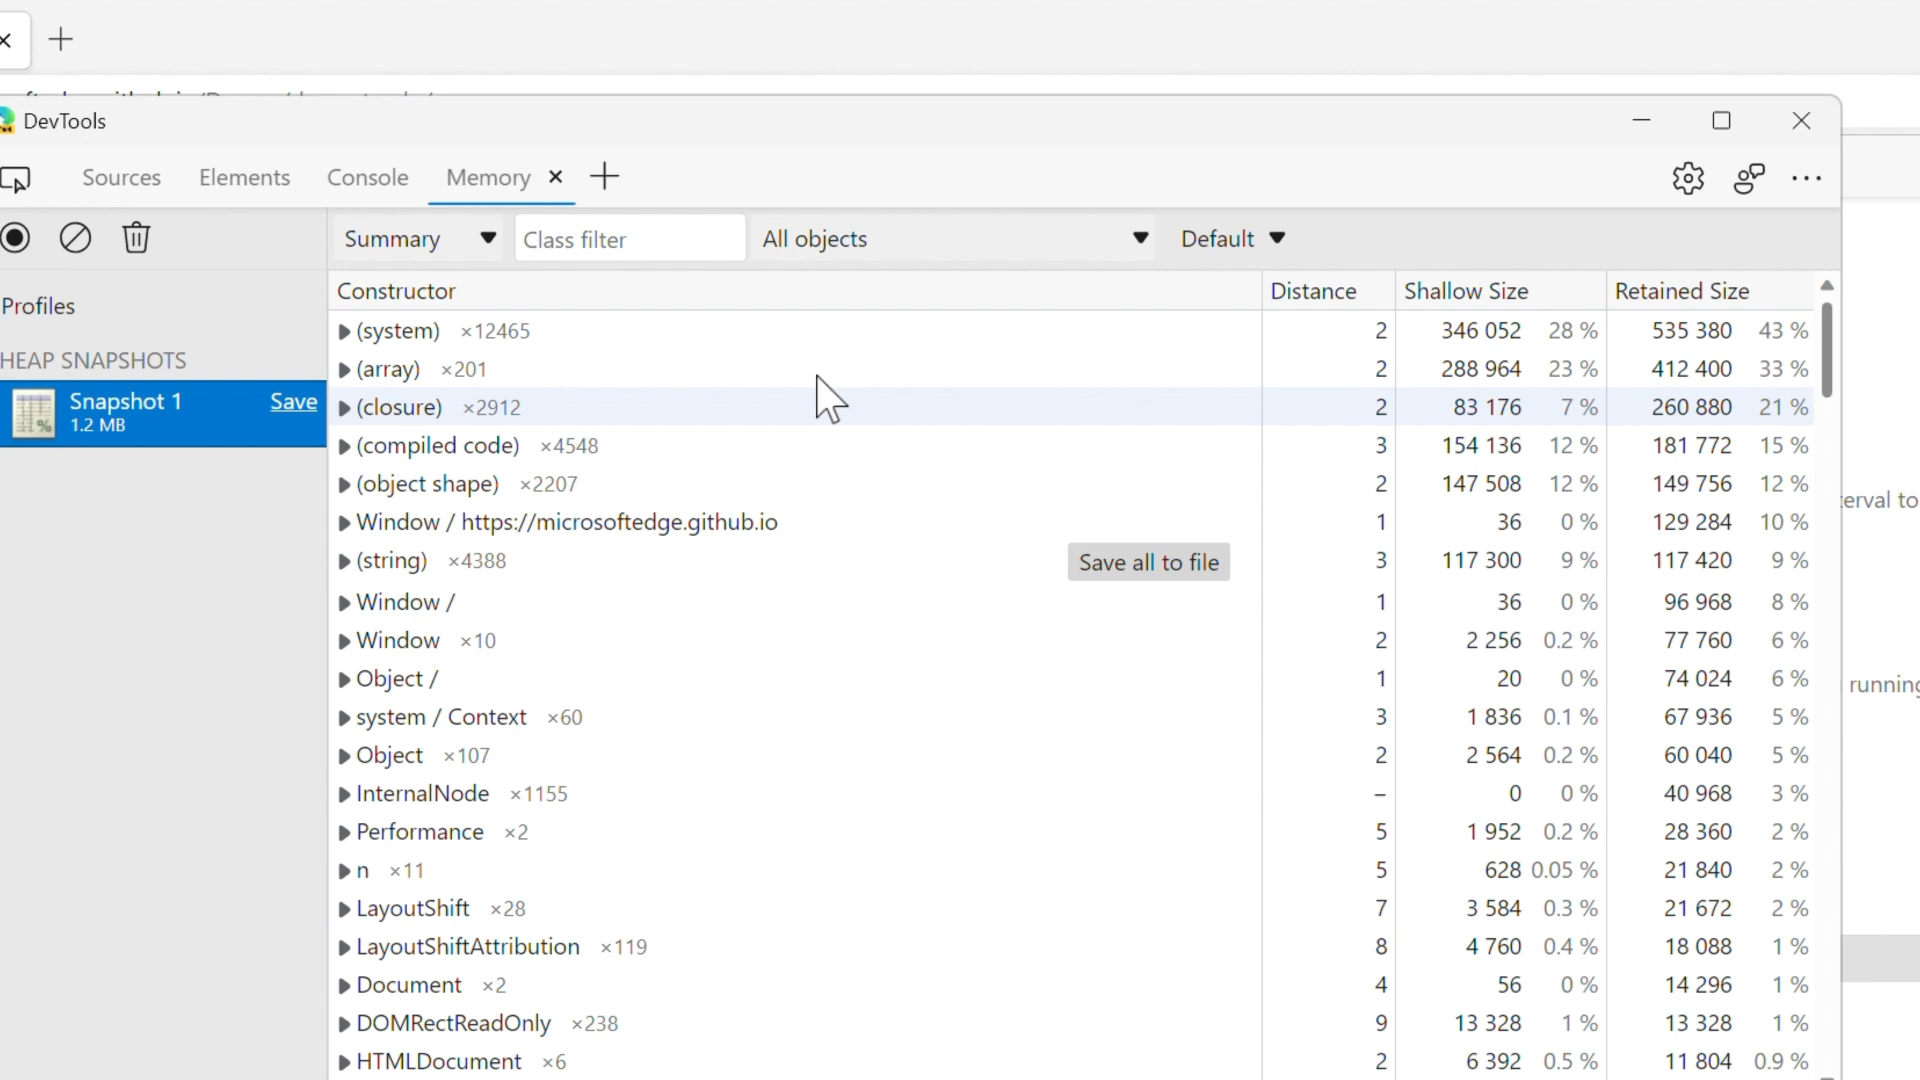 DevTools
Sources Elements Console Memory
Summary Class filter All objects Default
Profiles
HEAP SNAPSHOTS
Snapshot 1 Save
1.2 MB
Constructor Distance Shallow Size Retained Size
(system) ×12465 2 346 052 28 % 535 380 43 %
(array) ×201 2 288 964 23 % 412 400 33 %
(closure) ×2912 2 83 176 7 % 260 880 21 %
(compiled code) ×4548 3 154 136 12 % 181 772 15 %
(object shape) ×2207 2 147 508 12 % 149 756 12 %
Window / https://microsoftedge.github.io 1 36 0 % 129 284 10 %
(string) ×4388 Save all to file 3 117 300 9 % 117 420 9 %
Window / 1 36 0 % 96 968 8 %
Window ×10 2 2 256 0.2 % 77 760 6 %
Object / 1 20 0 % 74 024 6 %
system / Context ×60 3 1 836 0.1 % 67 936 5 %
Object ×107 2 2 564 0.2 % 60 040 5 %
InternalNode ×1155 – 0 0 % 40 968 3 %
Performance ×2 5 1 952 0.2 % 28 360 2 %
n ×11 5 628 0.05 % 21 840 2 %
LayoutShift ×28 7 3 584 0.3 % 21 672 2 %
LayoutShiftAttribution ×119 8 4 760 0.4 % 18 088 1 %
Document ×2 4 56 0 % 14 296 1 %
DOMRectReadOnly ×238 9 13 328 1 % 13 328 1 %
HTMLDocument ×6 2 6 392 0.5 % 11 804 0.9 %
to
running